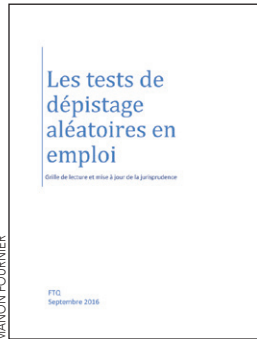 Les tests de
dépistage
aléatoires en
emploi
Grille de lecture et mise à jour de la jurisprudence
FTQ,
Septembre 2016
MANON FOURNIER